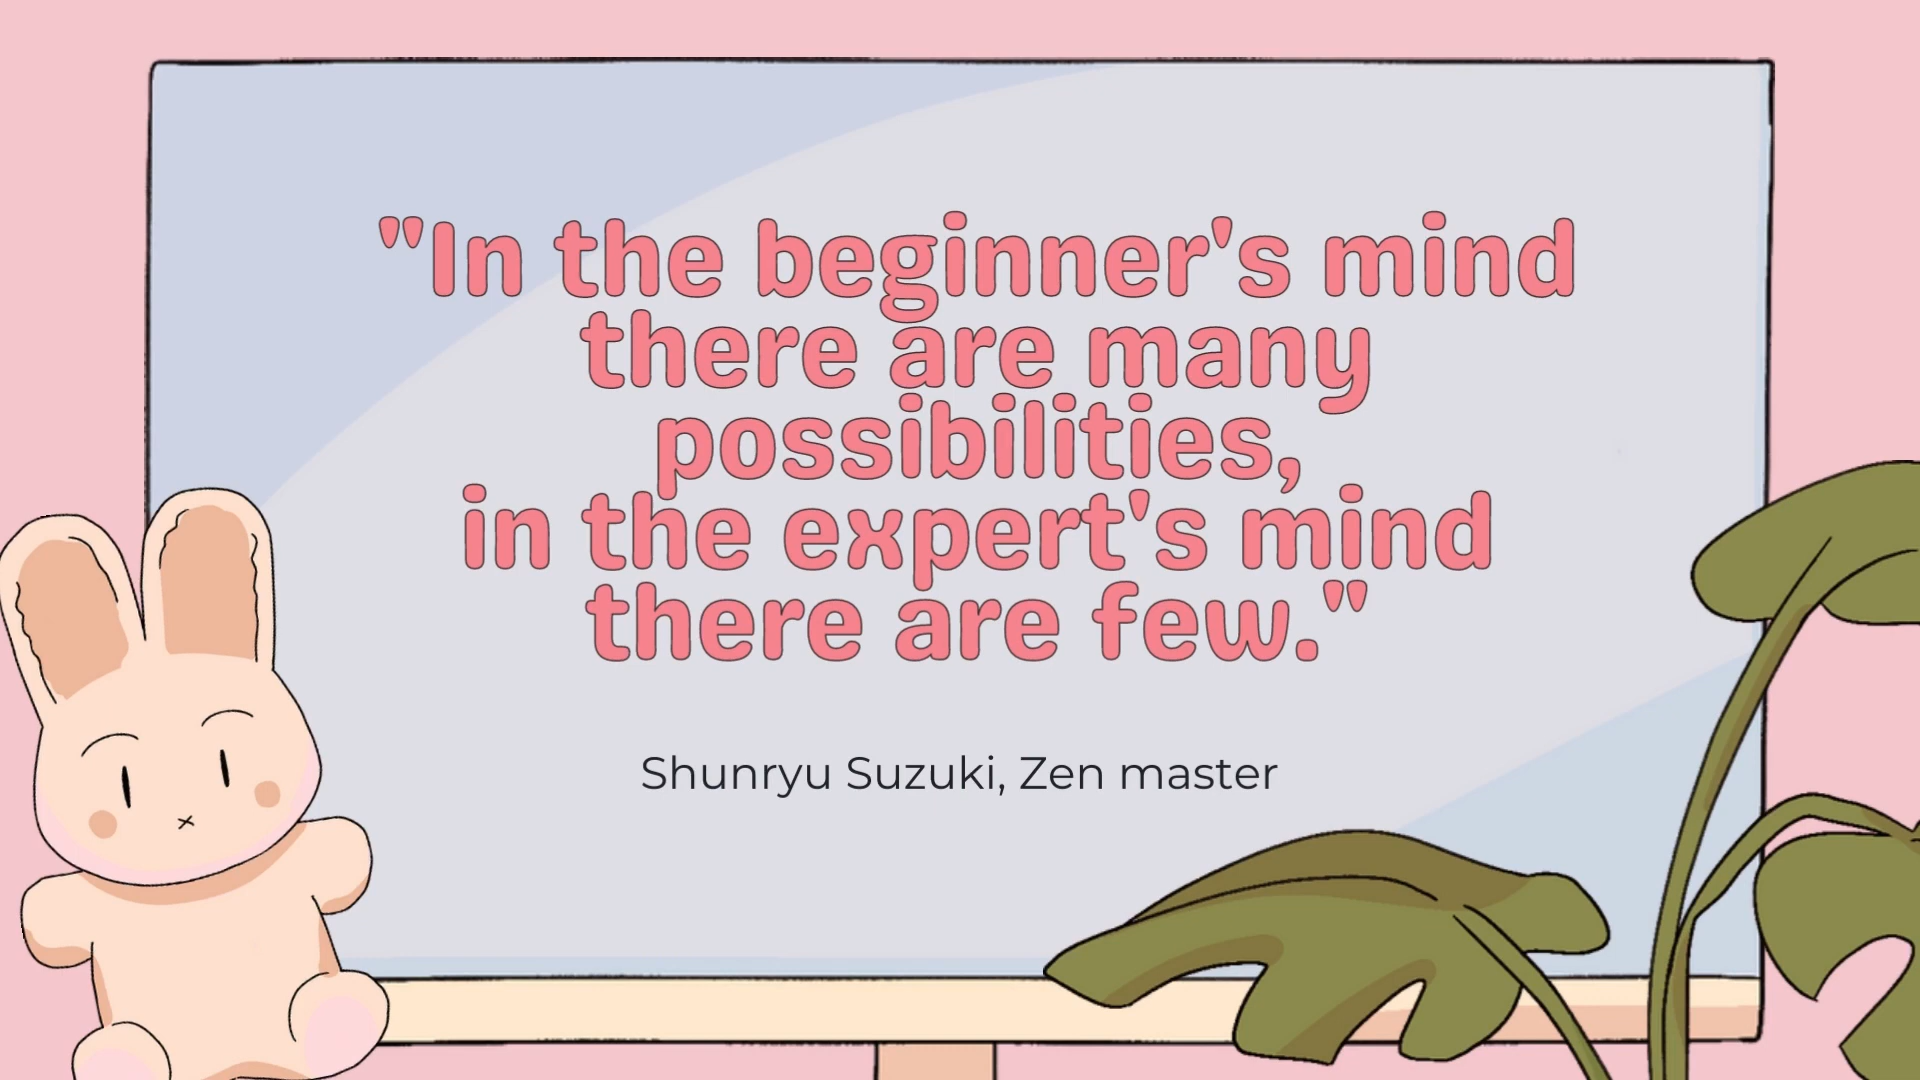 "In the beginner's mind
there are many
possibilities,
in the expert's mind
there are few."
Shunryu Suzuki, Zen master